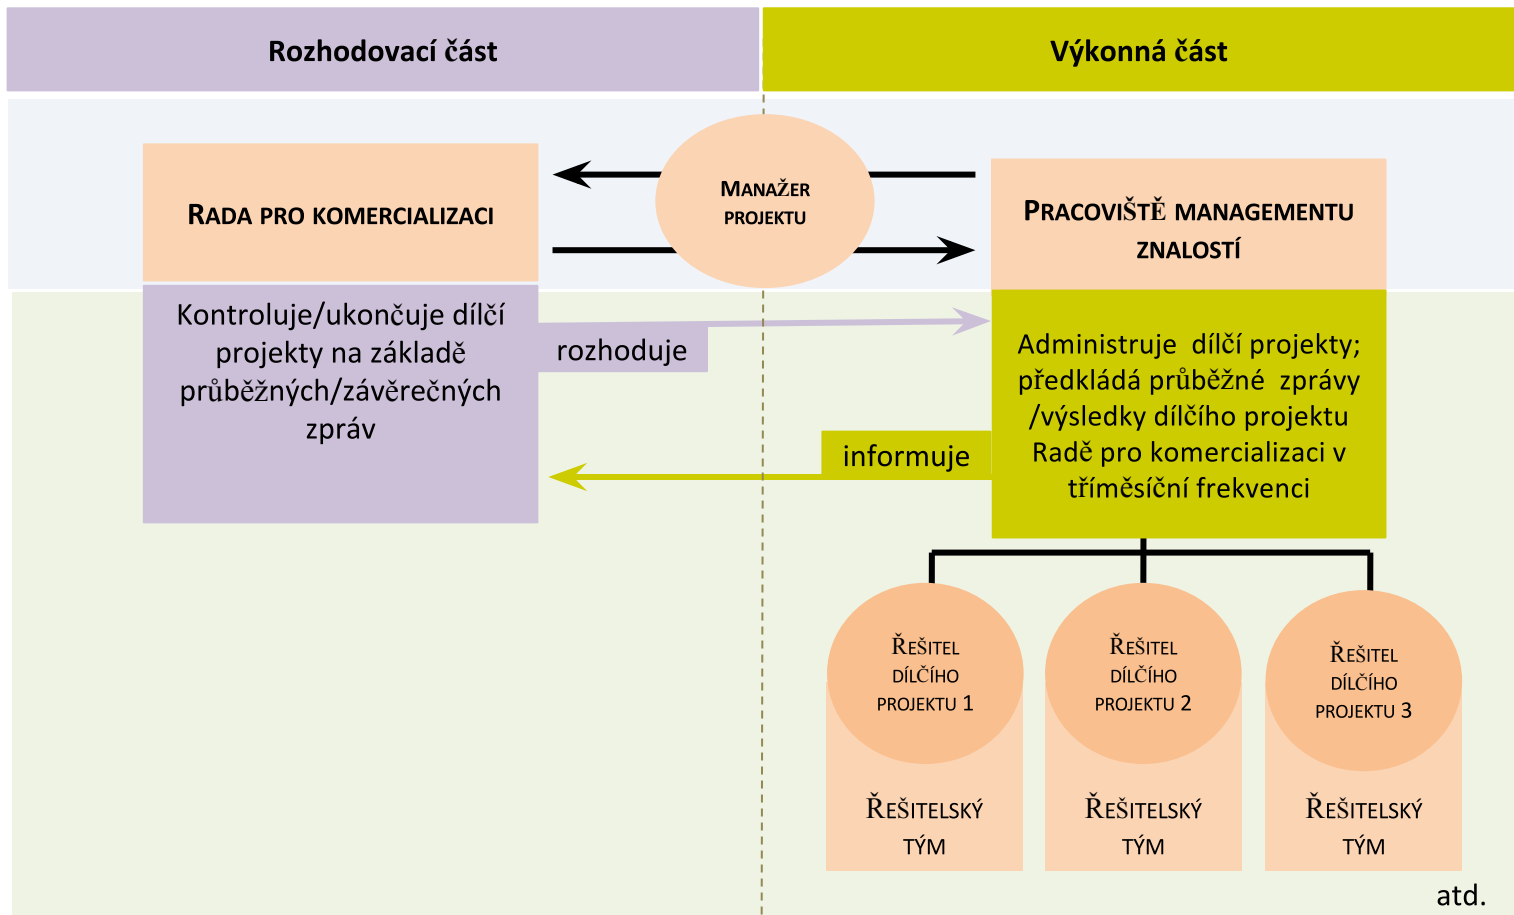 Rozhodovací část
Výkonná část
RADA PRO KOMERCIALIZACI
MANAŽER
PROJEKTU
PRACOVIŠTĚ MANAGEMENTU
ZNALOSTÍ
Kontroluje/ukončuje dílčí
projekty na základě
průběžných/závěrečných
zpráv
rozhoduje
informuje
Administruje dílčí projekty;
předkládá průběžné zprávy
/výsledky dílčího projektu
Radě pro komercializaci v
tříměsíční frekvenci
ŘEŠITEL
DÍLČÍHO
PROJEKTU 1
ŘEŠITELSKÝ
TÝM
ŘEŠITEL
DÍLČÍHO
PROJEKTU 2
ŘEŠITELSKÝ
TÝM
ŘEŠITEL
DÍLČÍHO
PROJEKTU 3
ŘEŠITELSKÝ
TÝM
atd.